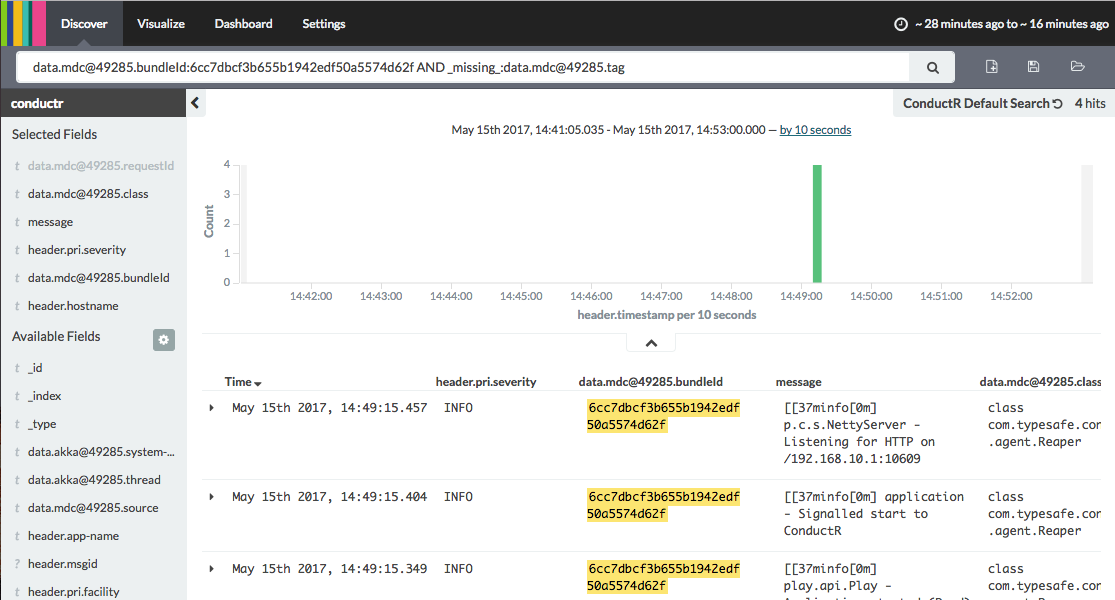 Discover Visualize Dashboard Settings ~ 28 minutes ago to ~ 16 minutes ago
data.mdc@49285.bundleId:6cc7dbcf3b655b1942edf50a5574d62f AND _missing_:data.mdc@49285.tag
conductr
ConductR Default Search 4 hits
Selected Fields
t data.mdc@49285.requestId
t data.mdc@49285.class
t message
t header.pri.severity
t data.mdc@49285.bundleId
t header.hostname
Available Fields
t _id
t _index
t _type
t data.akka@49285.system-...
t data.akka@49285.thread
t data.mdc@49285.source
t header.app-name
? header.msgid
t header.pri.facility
May 15th 2017, 14:41:05.035 - May 15th 2017, 14:53:00.000 — by 10 seconds
Count
4
3
2
1
0
14:42:00 14:43:00 14:44:00 14:45:00 14:46:00 14:47:00 14:48:00 14:49:00 14:50:00 14:51:00 14:52:00
header.timestamp per 10 seconds
Time header.pri.severity data.mdc@49285.bundleId message data.mdc@49285.class
May 15th 2017, 14:49:15.457 INFO 6cc7dbcf3b655b1942edf [[37minfo[0m] class
50a5574d62f p.c.s.NettyServer - com.typesafe.con
Listening for HTTP on .agent.Reaper
/192.168.10.1:10609
May 15th 2017, 14:49:15.404 INFO 6cc7dbcf3b655b1942edf [[37minfo[0m] application class
50a5574d62f - Signalled start to com.typesafe.con
ConductR .agent.Reaper
May 15th 2017, 14:49:15.349 INFO 6cc7dbcf3b655b1942edf [[37minfo[0m] class
50a5574d62f play.api.Play - com.typesafe.con